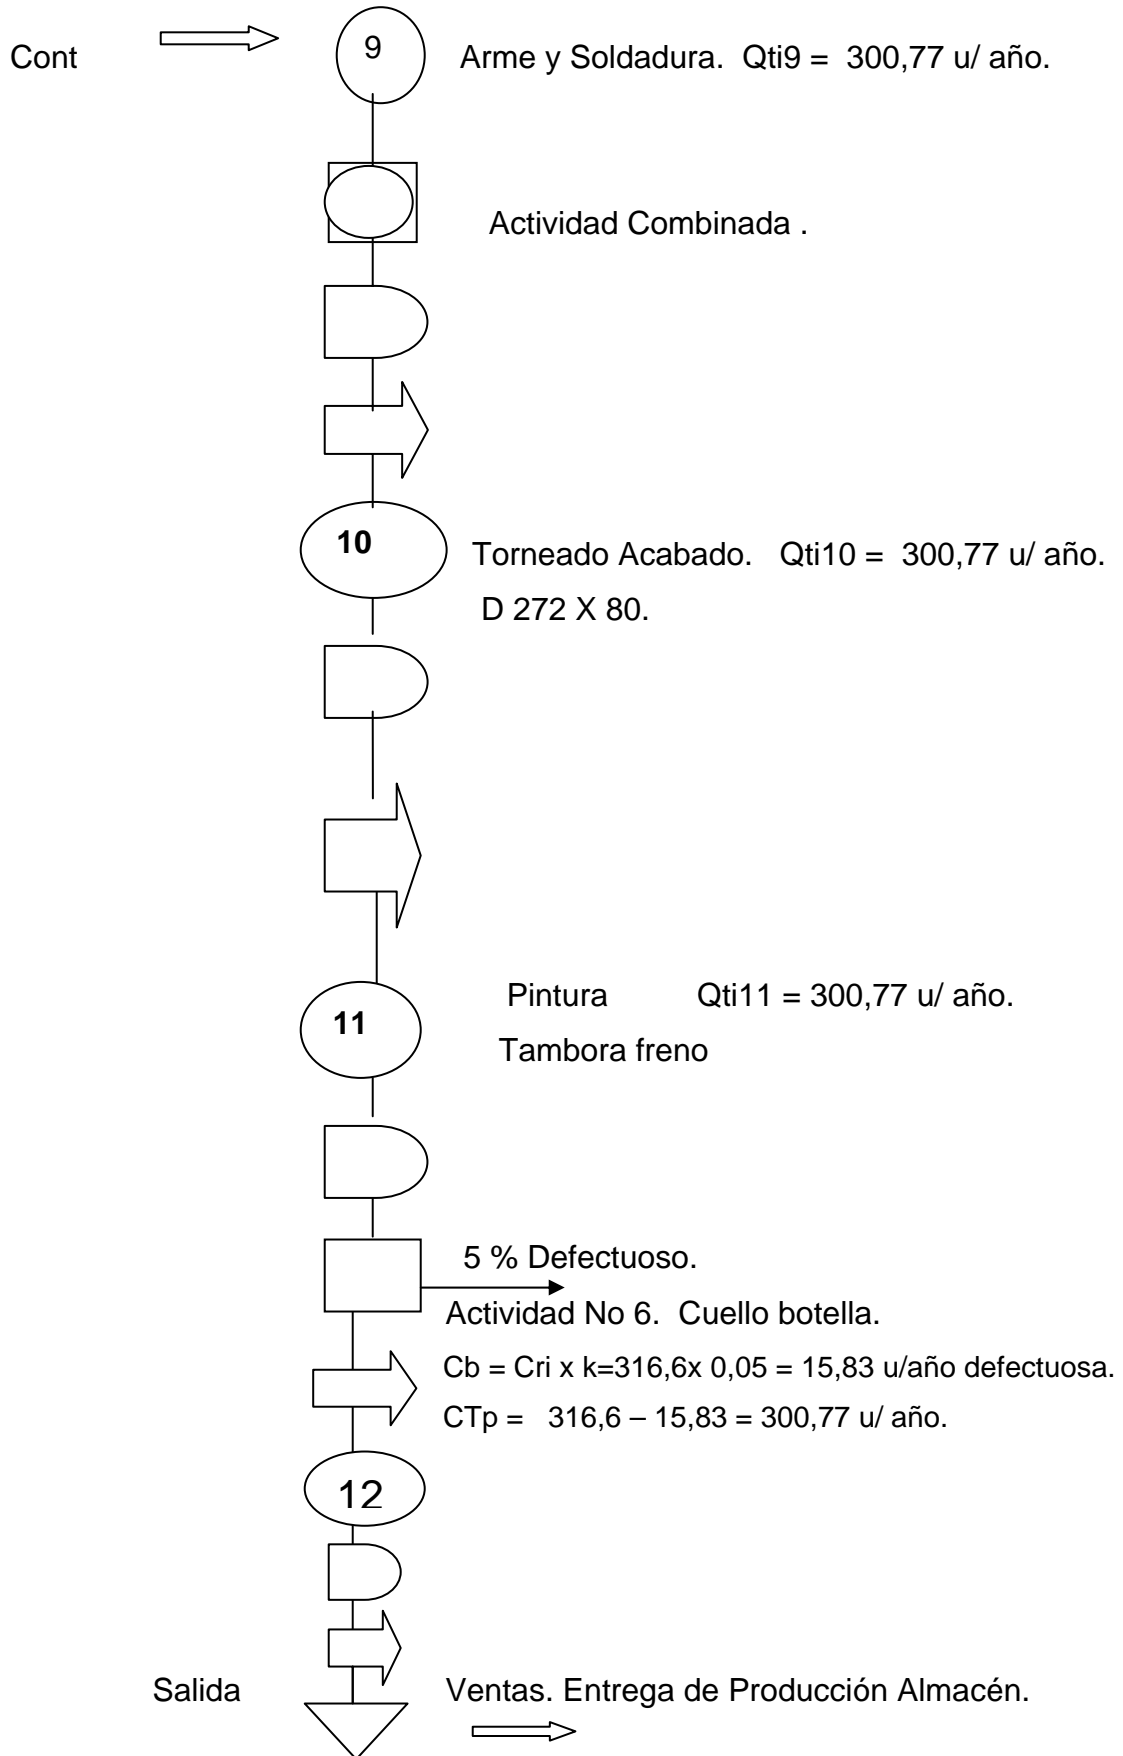 Cont
9
Arme y Soldadura. Qti9 = 300,77 u/ año.
Actividad Combinada .
10
Torneado Acabado. Qti10 = 300,77 u/ año.
D 272 X 80.
Pintura Qti11 = 300,77 u/ año.
11
Tambora freno
5 % Defectuoso.
Actividad No 6. Cuello botella.
Cb = Cri x k=316,6x 0,05 = 15,83 u/año defectuosa.
CTp = 316,6 – 15,83 = 300,77 u/ año.
12
Salida
Ventas. Entrega de Producción Almacén.